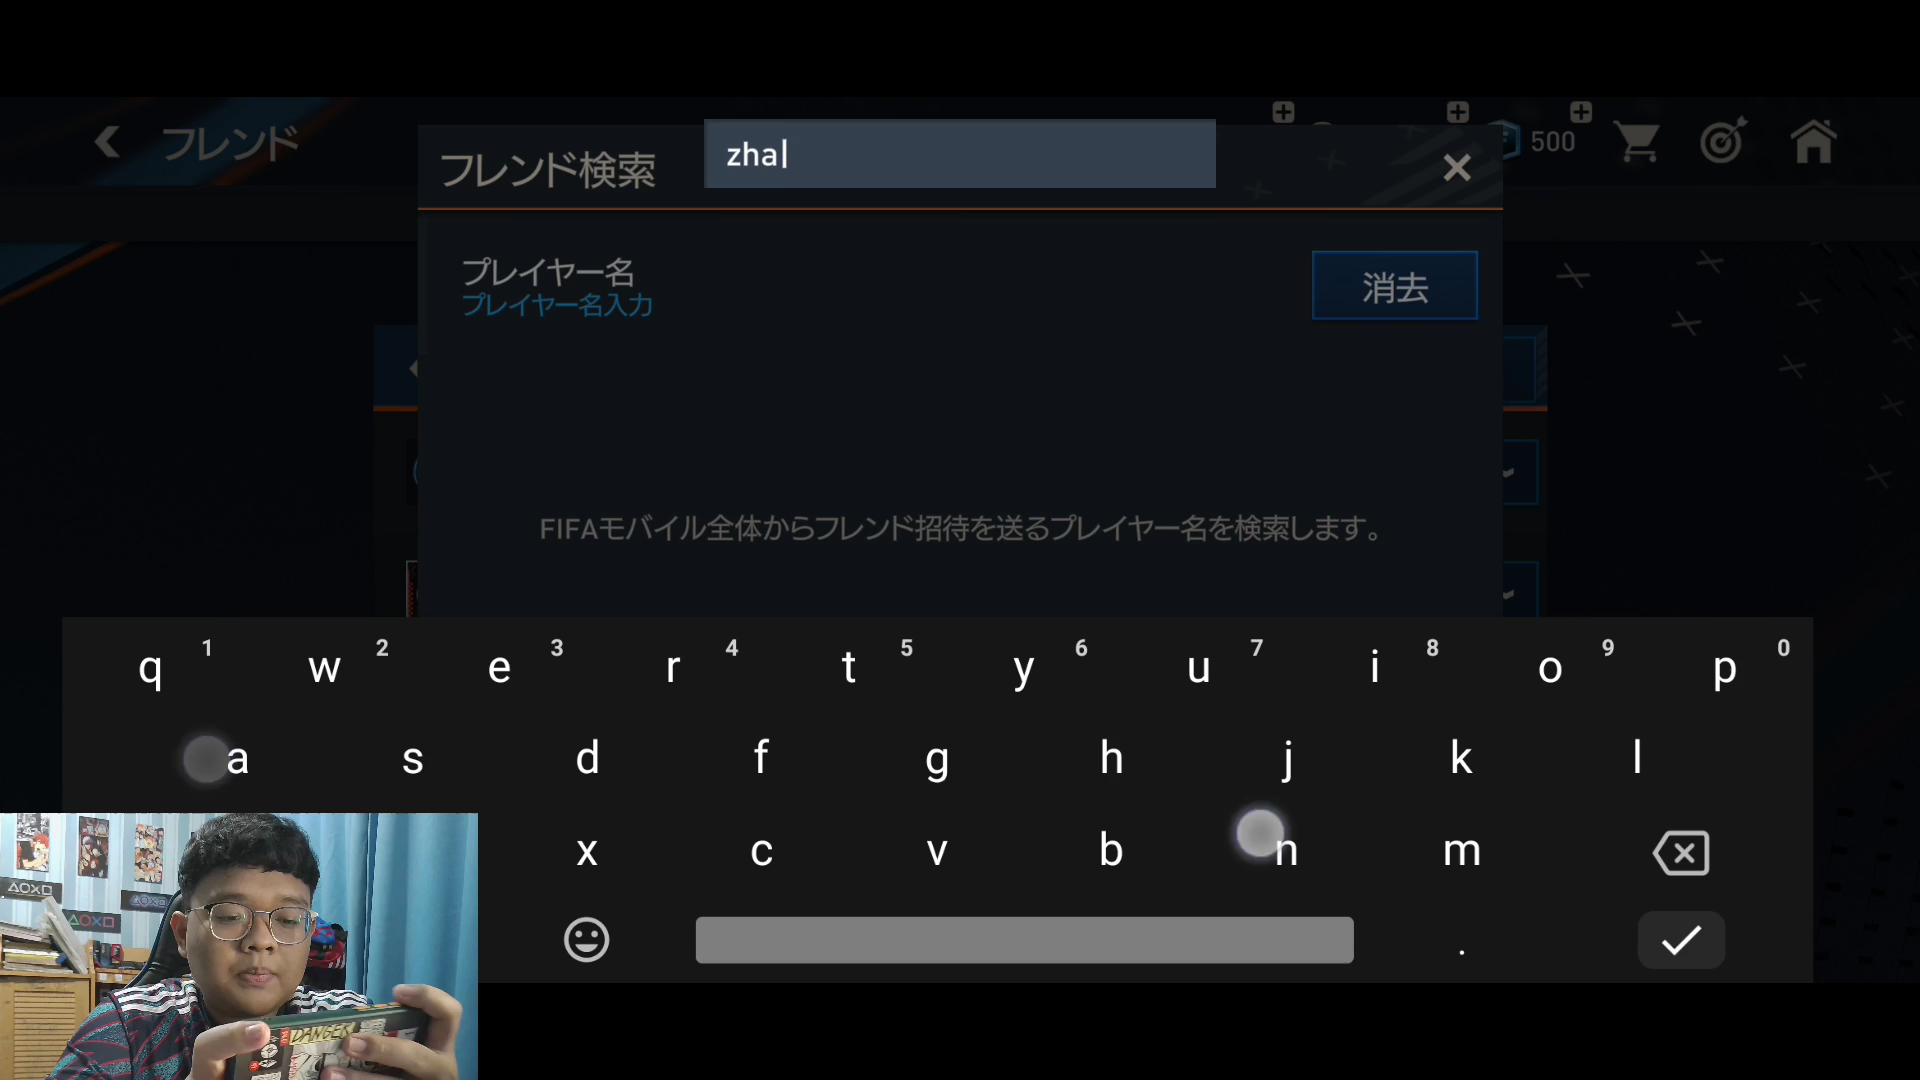 フレンド
フレンド検索
zha
500
プレイヤー名
プレイヤー名入力
消去
FIFAモバイル全体からフレンド招待を送るプレイヤー名を検索します。
1 2 3 4 5 6 7 8 9 0
q w e r t y u i o p
a s d f g h j k l
x c v b n m
.
DANGER